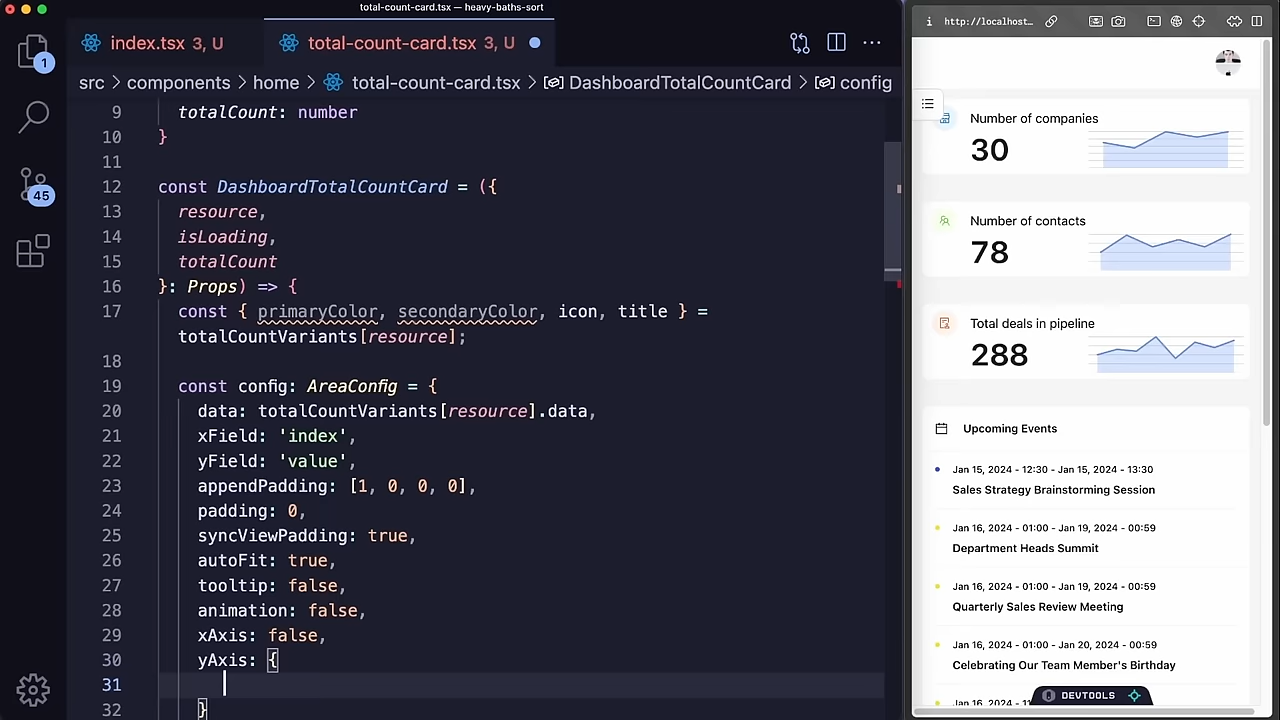 total-count-card.tsx — heavy-baths-sort
index.tsx 3, U
total-count-card.tsx 3, U
src > components > home > total-count-card.tsx > DashboardTotalCountCard > config
1
45
9 totalCount: number
10 }
11
12 const DashboardTotalCountCard = ({
13 resource,
14 isLoading,
15 totalCount
16 }: Props) => {
17 const { primaryColor, secondaryColor, icon, title } =
totalCountVariants[resource];
18
19 const config: AreaConfig = {
20 data: totalCountVariants[resource].data,
21 xField: 'index',
22 yField: 'value',
23 appendPadding: [1, 0, 0, 0],
24 padding: 0,
25 syncViewPadding: true,
26 autoFit: true,
27 tooltip: false,
28 animation: false,
29 xAxis: false,
30 yAxis: {
31
32 }
http://localhost…
Number of companies
30
Number of contacts
78
Total deals in pipeline
288
Upcoming Events
Jan 15, 2024 - 12:30 - Jan 15, 2024 - 13:30
Sales Strategy Brainstorming Session
Jan 16, 2024 - 01:00 - Jan 19, 2024 - 00:59
Department Heads Summit
Jan 16, 2024 - 01:00 - Jan 19, 2024 - 00:59
Quarterly Sales Review Meeting
Jan 16, 2024 - 01:00 - Jan 20, 2024 - 00:59
Celebrating Our Team Member's Birthday
Jan 16, 2024 - 
DEVTOOLS